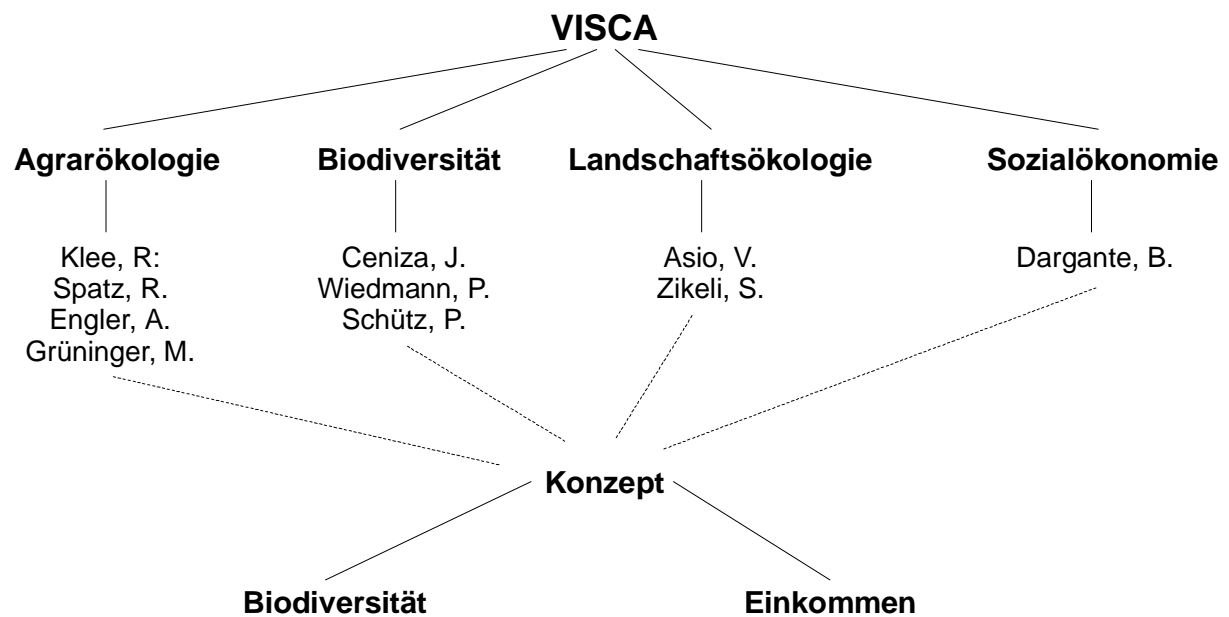 VISCA
Agrarökologie
Biodiversität
Landschaftsökologie
Sozialökonomie
Klee, R:
Spatz, R.
Engler, A.
Grüninger, M.
Ceniza, J.
Wiedmann, P.
Schütz, P.
Asio, V.
Zikeli, S.
Dargante, B.
Konzept
Biodiversität
Einkommen